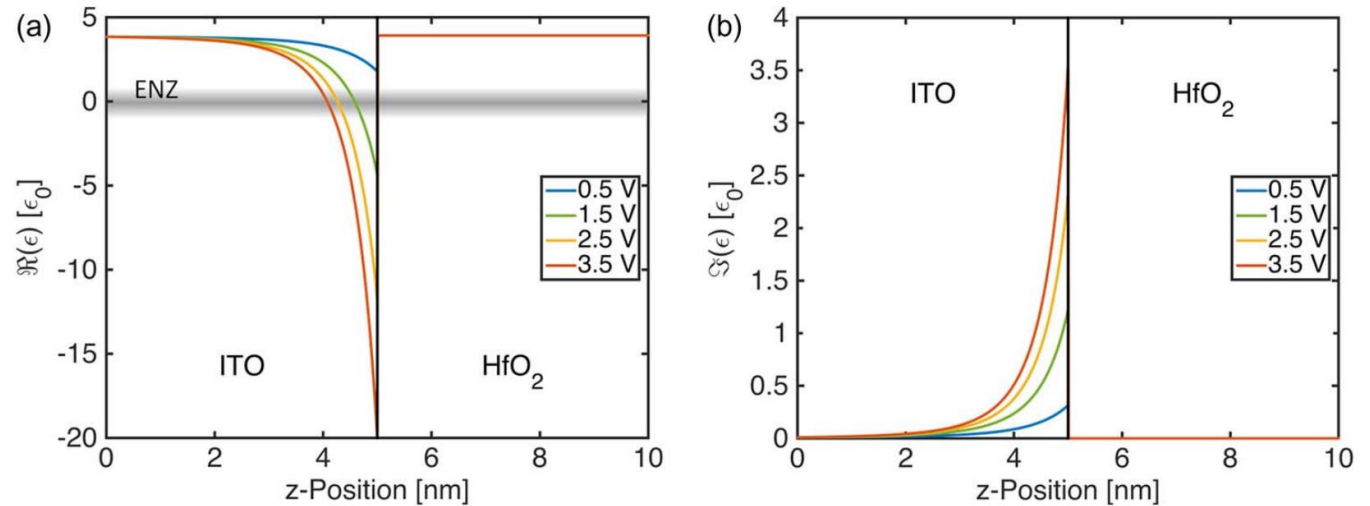 (a)
5
0
-5
-10
-15
-20
ℜ(ϵ) [ϵ₀]
ENZ
ITO
HfO₂
0.5 V
1.5 V
2.5 V
3.5 V
0 2 4 6 8 10
z-Position [nm]
(b)
4
3.5
3
2.5
2
1.5
1
0.5
0
ℑ(ϵ) [ϵ₀]
ITO
HfO₂
0.5 V
1.5 V
2.5 V
3.5 V
0 2 4 6 8 10
z-Position [nm]